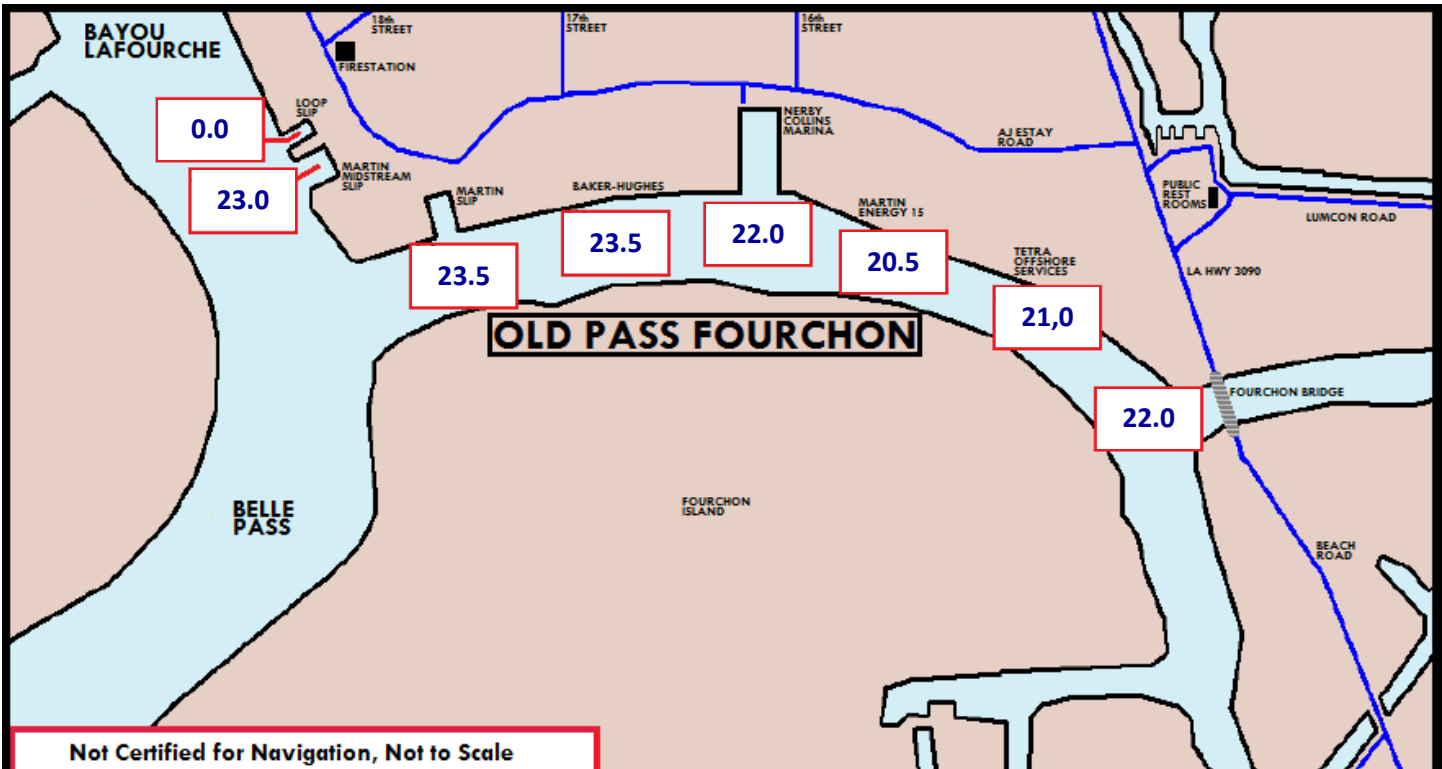 BAYOU
LAFOURCHE
18th
STREET
17th
STREET
16th
STREET
FIRESTATION
LOOP
SLIP
0.0
NERBY
COLLINS
MARINA
AJ ESTAY
ROAD
MARTIN
MIDSTREAM
SLIP
23.0
MARTIN
SLIP
BAKER-HUGHES
MARTIN
ENERGY 15
PUBLIC
REST
ROOMS
LUMCON ROAD
23.5
23.5
22.0
20.5
TETRA
OFFSHORE
SERVICES
LA HWY 3090
21,0
OLD PASS FOURCHON
22.0
FOURCHON BRIDGE
BELLE
PASS
FOURCHON
ISLAND
BEACH
ROAD
Not Certified for Navigation, Not to Scale